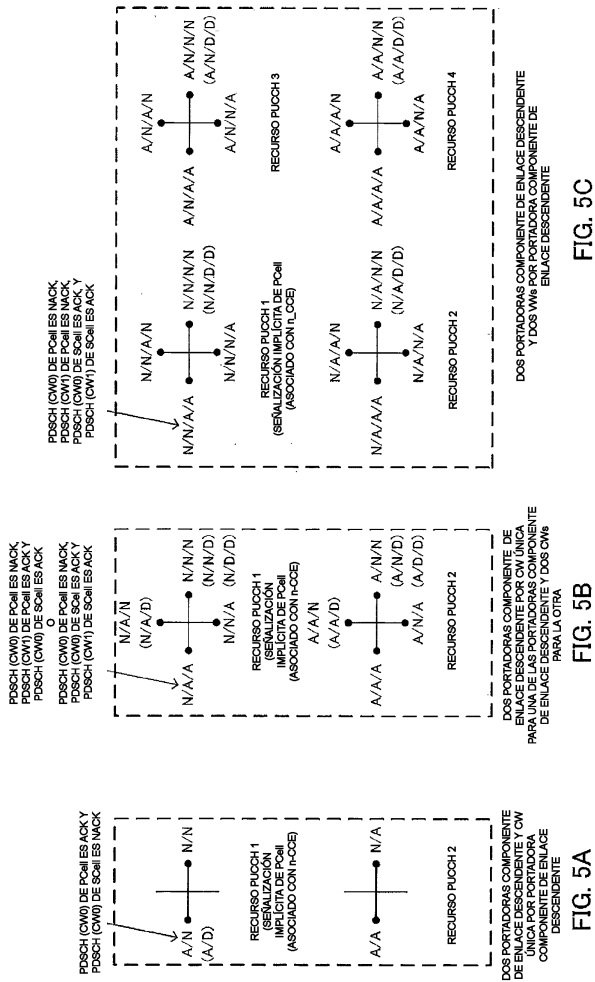 PDSCH (CW0) DE PCell ES ACK Y
PDSCH (CW0) DE SCell ES NACK
A/N
(A/D)
N/N
RECURSO PUCCH 1
(SEÑALIZACIÓN
IMPLÍCITA DE PCell
(ASOCIADO CON n-CCE)
A/A
N/A
RECURSO PUCCH 2
DOS PORTADORAS COMPONENTE
DE ENLACE DESCENDENTE Y CW
ÚNICA POR PORTADORA
COMPONENTE DE ENLACE
DESCENDENTE
FIG. 5A
PDSCH (CW0) DE PCell ES NACK,
PDSCH (CW1) DE PCell ES ACK Y
PDSCH (CW0) DE SCell ES ACK
O
PDSCH (CW0) DE PCell ES NACK,
PDSCH (CW0) DE SCell ES ACK Y
PDSCH (CW1) DE SCell ES ACK
N/A/N
(N/A/D)
N/A/A
N/N/N
(N/N/D)
(N/D/D)
N/N/A
RECURSO PUCCH 1
(SEÑALIZACIÓN
IMPLÍCITA DE PCell
(ASOCIADO CON n-CCE)
A/A/N
(A/A/D)
A/A/A
A/N/N
(A/N/D)
(A/D/D)
A/N/A
RECURSO PUCCH 2
DOS PORTADORAS COMPONENTE DE
ENLACE DESCENDENTE POR CW ÚNICA
PARA UNA DE LAS PORTADORAS COMPONENTE
DE ENLACE DESCENDENTE Y DOS CWs
PARA LA OTRA
FIG. 5B
PDSCH (CW0) DE PCell ES NACK,
PDSCH (CW1) DE PCell ES NACK,
PDSCH (CW0) DE SCell ES ACK, Y
PDSCH (CW1) DE SCell ES ACK
N/N/A/N
N/N/A/A
N/N/N/N
(N/N/D/D)
N/N/N/A
RECURSO PUCCH 1
(SEÑALIZACIÓN IMPLÍCITA DE PCell
(ASOCIADO CON n_CCE)
A/N/A/N
A/N/A/A
A/N/N/N
(A/N/D/D)
A/N/N/A
RECURSO PUCCH 3
N/A/A/N
N/A/A/A
N/A/N/N
(N/A/D/D)
N/A/N/A
RECURSO PUCCH 2
A/A/A/N
A/A/A/A
A/A/N/N
(A/A/D/D)
A/A/N/A
RECURSO PUCCH 4
DOS PORTADORAS COMPONENTE DE ENLACE DESCENDENTE
Y DOS VWs POR PORTADORA COMPONENTE DE
ENLACE DESCENDENTE
FIG. 5C